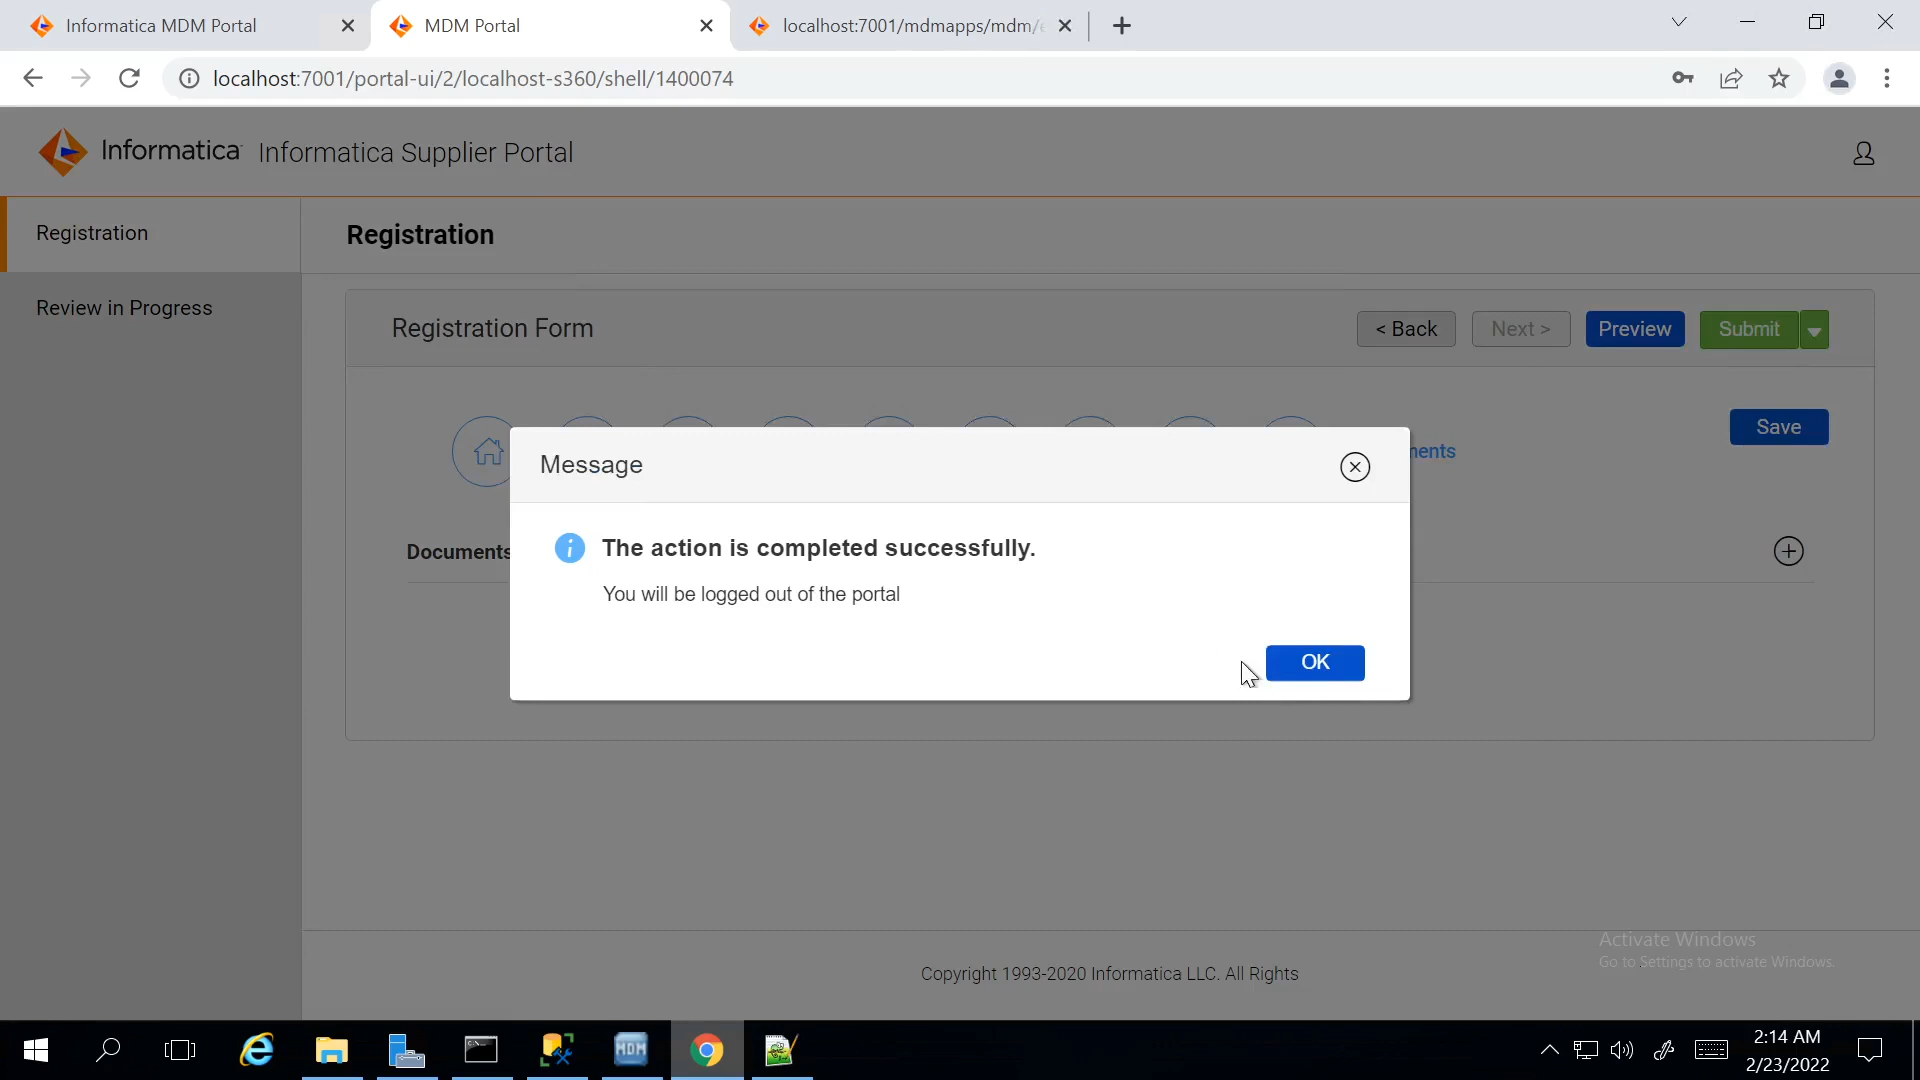 Informatica MDM Portal
MDM Portal
localhost:7001/mdmapps/mdm/
localhost:7001/portal-ui/2/localhost-s360/shell/1400074
Informatica Informatica Supplier Portal
Registration
Review in Progress
Registration
Registration Form
< Back
Next >
Preview
Submit
Save
ments
Documents
Message
The action is completed successfully.
You will be logged out of the portal
OK
Activate Windows
Go to Settings to activate Windows.
Copyright 1993-2020 Informatica LLC. All Rights
MDM
2:14 AM
2/23/2022